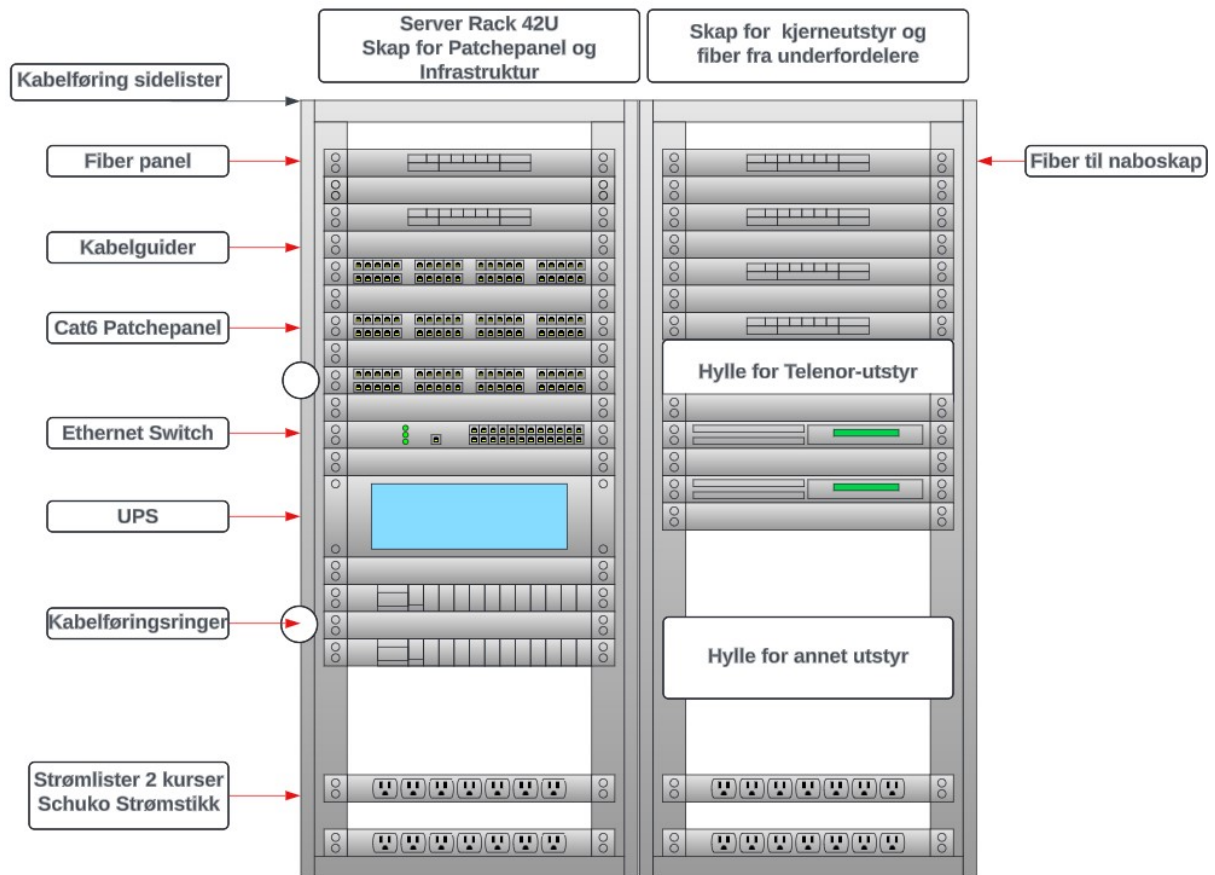 Server Rack 42U
Skap for Patchepanel og
Infrastruktur
Skap for kjerneutstyr og
fiber fra underfordelere
Kabelføring sidelister
Fiber panel
Fiber til naboskap
Kabelguider
Cat6 Patchepanel
Hylle for Telenor-utstyr
Ethernet Switch
UPS
Kabelføringsringer
Hylle for annet utstyr
Strømlister 2 kurser
Schuko Strømstikk